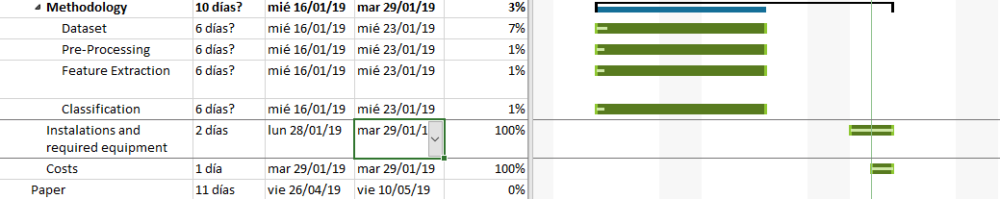 Methodology 10 días? mié 16/01/19 mar 29/01/19 3%
Dataset 6 días? mié 16/01/19 mié 23/01/19 7%
Pre-Processing 6 días? mié 16/01/19 mié 23/01/19 1%
Feature Extraction 6 días? mié 16/01/19 mié 23/01/19 1%
Classification 6 días? mié 16/01/19 mié 23/01/19 1%
Instalations and 2 días lun 28/01/19 mar 29/01/1 100%
required equipment
Costs 1 día mar 29/01/19 mar 29/01/19 100%
Paper 11 días vie 26/04/19 vie 10/05/19 0%